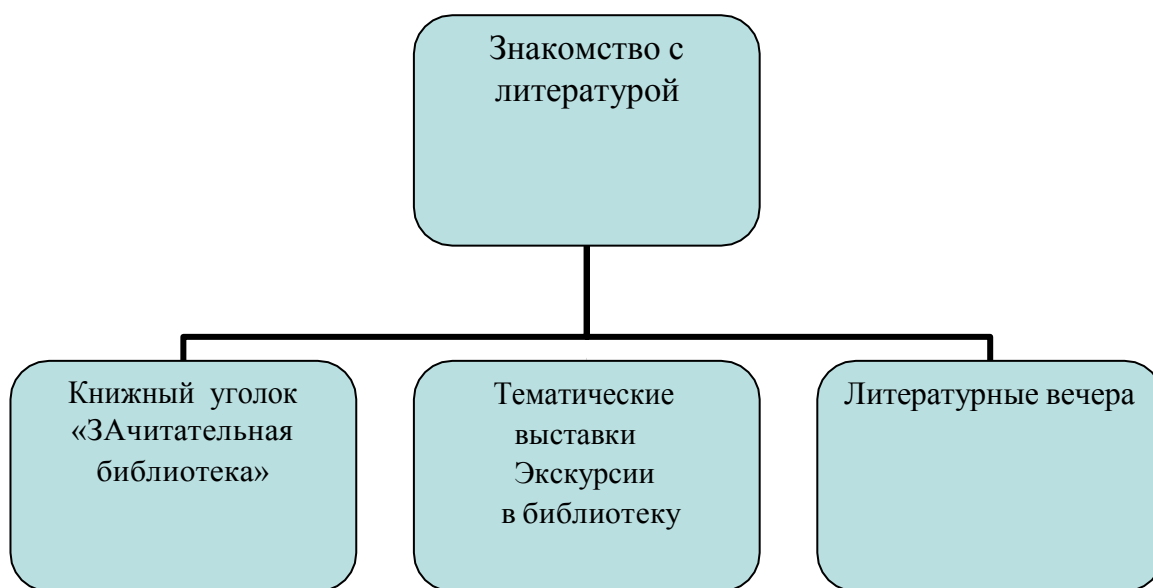 Знакомство с
литературой
Книжный уголок
«ЗАчитательная
библиотека»
Тематические
выставки
Экскурсии
в библиотеку
Литературные вечера